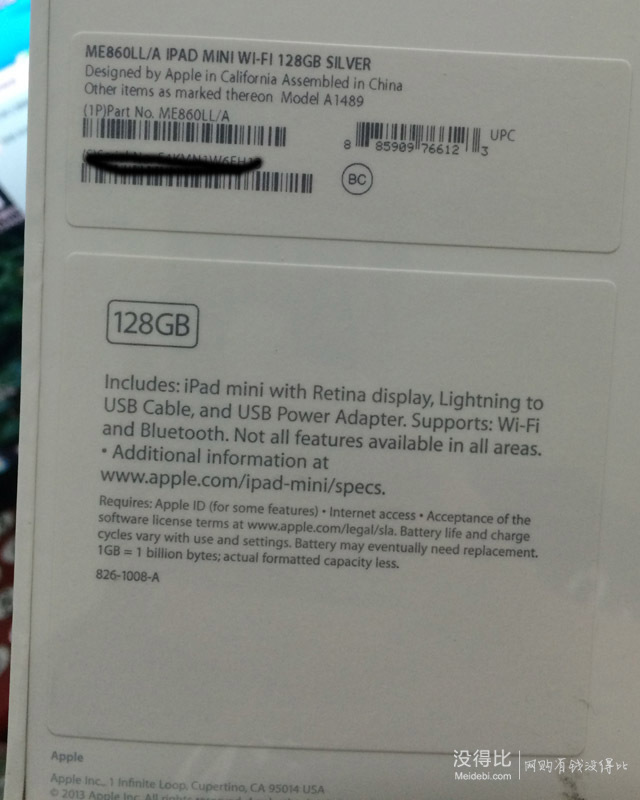 ME860LL/A IPAD MINI WI-FI 128GB SILVER
Designed by Apple in California Assembled in China
Other items as marked thereon Model A1489
(1P)Part No. ME860LL/A
UPC
8 85909 76612 3
BC
128GB
Includes: iPad mini with Retina display, Lightning to
USB Cable, and USB Power Adapter. Supports: Wi-Fi
and Bluetooth. Not all features available in all areas.
• Additional information at
www.apple.com/ipad-mini/specs.
Requires: Apple ID (for some features) • Internet access • Acceptance of the
software license terms at www.apple.com/legal/sla. Battery life and charge
cycles vary with use and settings. Battery may eventually need replacement.
1GB = 1 billion bytes; actual formatted capacity less.
826-1008-A
Apple
Apple Inc., 1 Infinite Loop, Cupertino, CA 95014 USA
© 2013 Apple Inc. All rights reserved.
没得比
Meidebi.com
网购有钱没得比